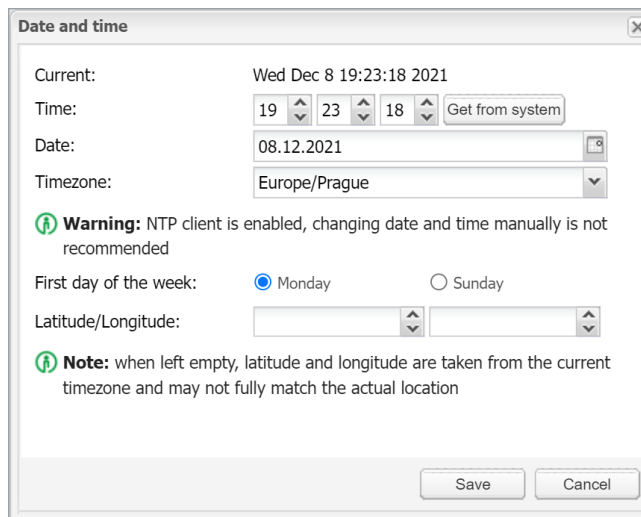 Date and time
Current: Wed Dec 8 19:23:18 2021
Time: 19 23 18 Get from system
Date: 08.12.2021
Timezone: Europe/Prague
Warning: NTP client is enabled, changing date and time manually is not
recommended
First day of the week: Monday Sunday
Latitude/Longitude:
Note: when left empty, latitude and longitude are taken from the current
timezone and may not fully match the actual location
Save Cancel